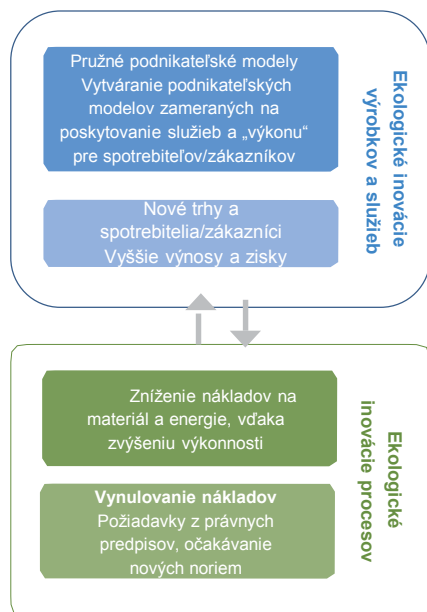 Pružné podnikateľské modely
Vytváranie podnikateľských
modelov zameraných na
poskytovanie služieb a „výkonu“
pre spotrebiteľov/zákazníkov
Nové trhy a
spotrebitelia/zákazníci
Vyššie výnosy a zisky
Ekologické inovácie
výrobkov a služieb
Zníženie nákladov na
materiál a energie, vďaka
zvýšeniu výkonnosti
Vynulovanie nákladov
Požiadavky z právnych
predpisov, očakávanie
nových noriem
Ekologické
inovácie procesov